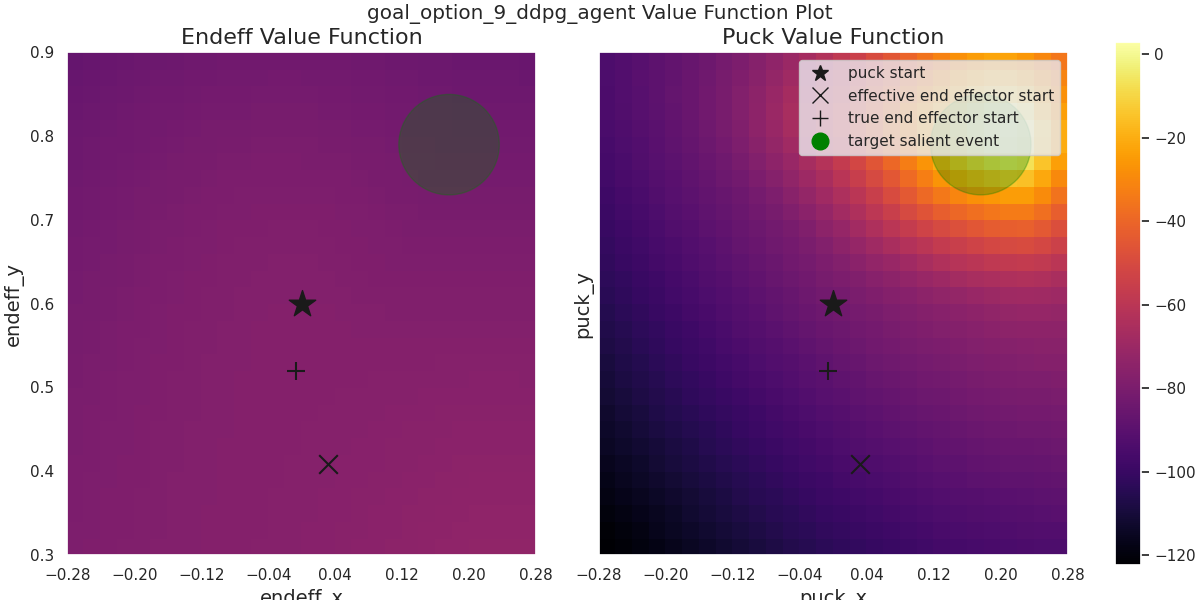 goal_option_9_ddpg_agent Value Function Plot
Endeff Value Function
Puck Value Function
0.9
0.8
0.7
0.6
0.5
0.4
0.3
endeff_y
−0.28 −0.20 −0.12 −0.04 0.04 0.12 0.20 0.28
endeff_x
puck_y
puck start
effective end effector start
true end effector start
target salient event
−0.28 −0.20 −0.12 −0.04 0.04 0.12 0.20 0.28
puck_x
0
−20
−40
−60
−80
−100
−120